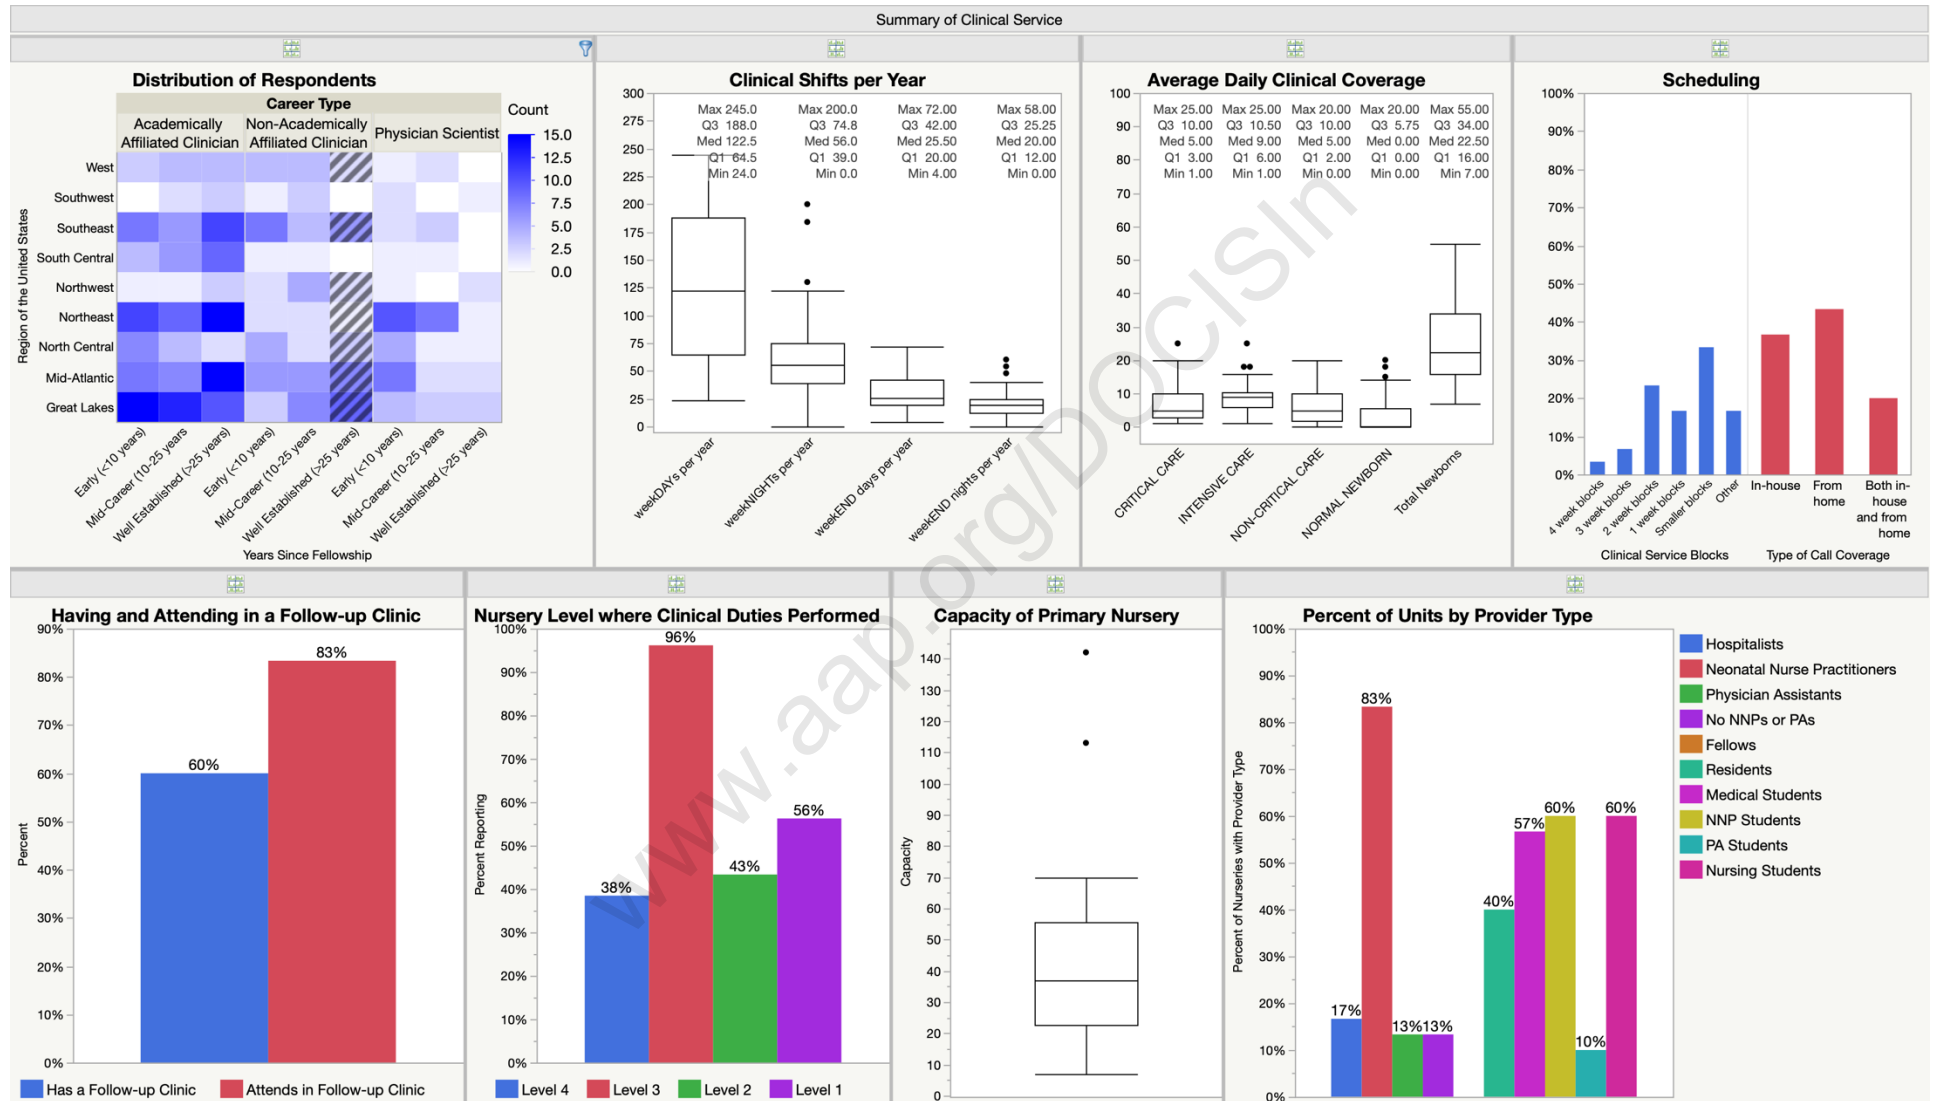 Summary of Clinical Service
Distribution of Respondents
Career Type
Academically Affiliated Clinician
Non-Academically Affiliated Clinician
Physician Scientist
Count
15.0
12.5
10.0
7.5
5.0
2.5
0.0
Region of the United States
West
Southwest
Southeast
South Central
Northwest
Northeast
North Central
Mid-Atlantic
Great Lakes
Early (<10 years)
Mid-Career (10-25 years
Well Established (>25 years)
Early (<10 years)
Mid-Career (10-25 years
Well Established (>25 years)
Early (<10 years)
Mid-Career (10-25 years
Well Established (>25 years)
Years Since Fellowship
Clinical Shifts per Year
300
275
250
225
200
175
150
125
100
75
50
25
0
Max 245.0
Q3 188.0
Med 122.5
Q1 64.5
Min 24.0
Max 200.0
Q3 74.8
Med 56.0
Q1 39.0
Min 0.0
Max 72.00
Q3 42.00
Med 25.50
Q1 20.00
Min 4.00
Max 58.00
Q3 25.25
Med 20.00
Q1 12.00
Min 0.00
weekDAYs per year
weekNIGHTs per year
weekEND days per year
weekEND nights per year
Average Daily Clinical Coverage
100
90
80
70
60
50
40
30
20
10
0
Max 25.00
Q3 10.00
Med 5.00
Q1 3.00
Min 1.00
Max 25.00
Q3 10.50
Med 9.00
Q1 6.00
Min 1.00
Max 20.00
Q3 10.00
Med 5.00
Q1 2.00
Min 0.00
Max 20.00
Q3 5.75
Med 0.00
Q1 0.00
Min 0.00
Max 55.00
Q3 34.00
Med 22.50
Q1 16.00
Min 7.00
CRITICAL CARE
INTENSIVE CARE
NON-CRITICAL CARE
NORMAL NEWBORN
Total Newborns
Scheduling
100%
90%
80%
70%
60%
50%
40%
30%
20%
10%
0%
4 week blocks
3 week blocks
2 week blocks
1 week blocks
Smaller blocks
Other
In-house
From home
Both in-house and from home
Clinical Service Blocks
Type of Call Coverage
Having and Attending in a Follow-up Clinic
Percent
90%
80%
70%
60%
50%
40%
30%
20%
10%
0%
60%
83%
Has a Follow-up Clinic
Attends in Follow-up Clinic
Nursery Level where Clinical Duties Performed
Percent Reporting
100%
90%
80%
70%
60%
50%
40%
30%
20%
10%
0%
38%
96%
43%
56%
Level 4
Level 3
Level 2
Level 1
Capacity of Primary Nursery
Capacity
140
130
120
110
100
90
80
70
60
50
40
30
20
10
0
Percent of Units by Provider Type
Percent of Nurseries with Provider Type
100%
90%
80%
70%
60%
50%
40%
30%
20%
10%
0%
17%
83%
13%
13%
40%
57%
60%
10%
60%
Hospitalists
Neonatal Nurse Practitioners
Physician Assistants
No NNPs or PAs
Fellows
Residents
Medical Students
NNP Students
PA Students
Nursing Students
www.aap.org/DOCISIn